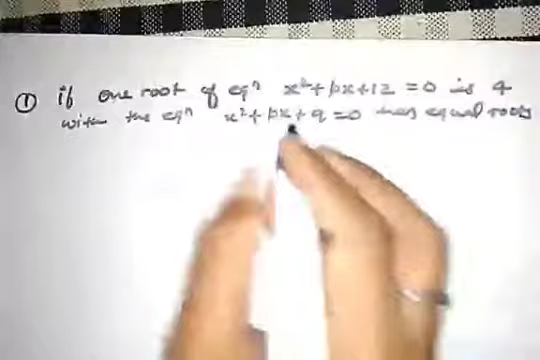 ① if one root of eqⁿ x²+px+12=0 is 4
with the eqⁿ x²+px+q=0 has equal roots